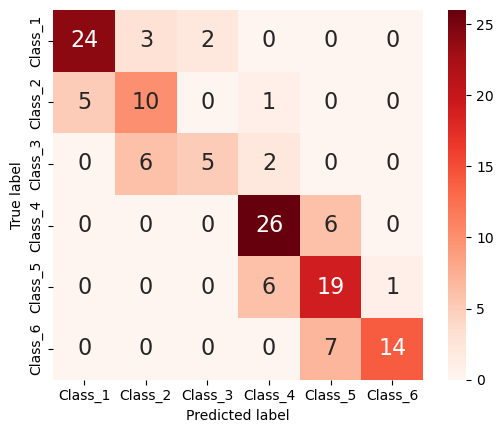 True label
Class_1 24 3 2 0 0 0
Class_2 5 10 0 1 0 0
Class_3 0 6 5 2 0 0
Class_4 0 0 0 26 6 0
Class_5 0 0 0 6 19 1
Class_6 0 0 0 0 7 14
Class_1 Class_2 Class_3 Class_4 Class_5 Class_6
Predicted label
25
20
15
10
5
0